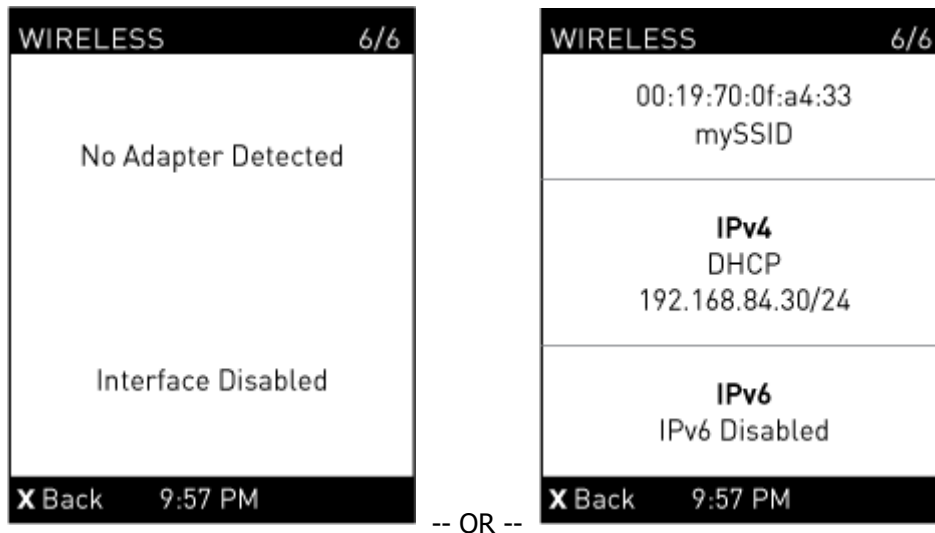 WIRELESS 6/6
No Adapter Detected
Interface Disabled
X Back 9:57 PM
-- OR --
WIRELESS 6/6
00:19:70:0f:a4:33
mySSID
IPv4
DHCP
192.168.84.30/24
IPv6
IPv6 Disabled
X Back 9:57 PM